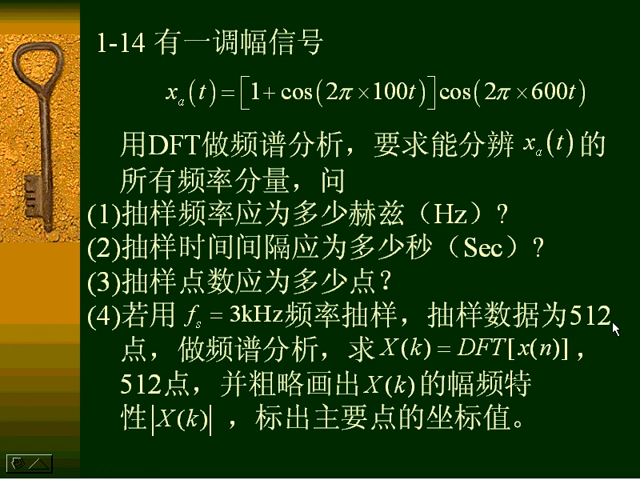 1-14 有一调幅信号
xₐ(t)=[1+cos(2π×100t)]cos(2π×600t)
用DFT做频谱分析，要求能分辨 xₐ(t) 的
所有频率分量，问
(1)抽样频率应为多少赫兹（Hz）?
(2)抽样时间间隔应为多少秒（Sec）?
(3)抽样点数应为多少点?
(4)若用 fₛ = 3kHz频率抽样，抽样数据为512
点，做频谱分析，求 X(k) = DFT[x(n)] ，
512点，并粗略画出 X(k) 的幅频特
性|X(k)| ，标出主要点的坐标值。